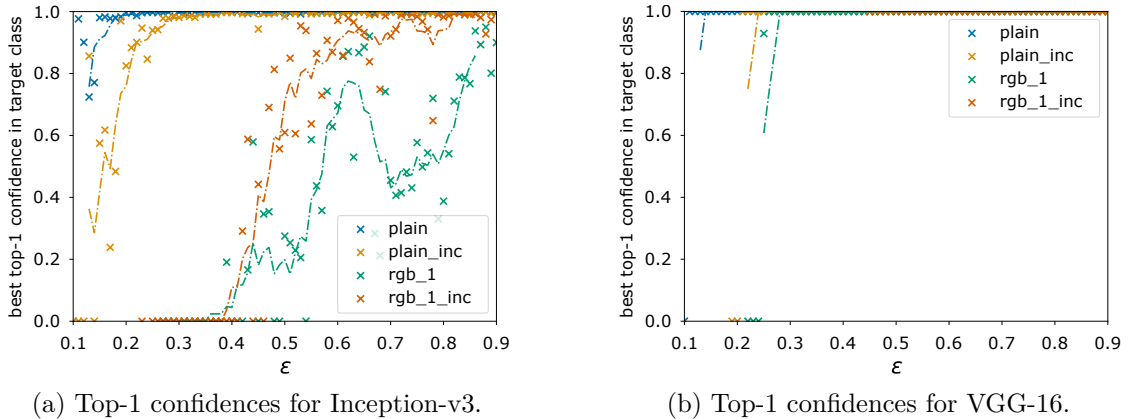 best top-1 confidence in target class
1.0
0.8
0.6
0.4
0.2
0.0
0.1 0.2 0.3 0.4 0.5 0.6 0.7 0.8 0.9
ε
plain
plain_inc
rgb_1
rgb_1_inc
(a) Top-1 confidences for Inception-v3.
best top-1 confidence in target class
1.0
0.8
0.6
0.4
0.2
0.0
0.1 0.2 0.3 0.4 0.5 0.6 0.7 0.8 0.9
ε
plain
plain_inc
rgb_1
rgb_1_inc
(b) Top-1 confidences for VGG-16.